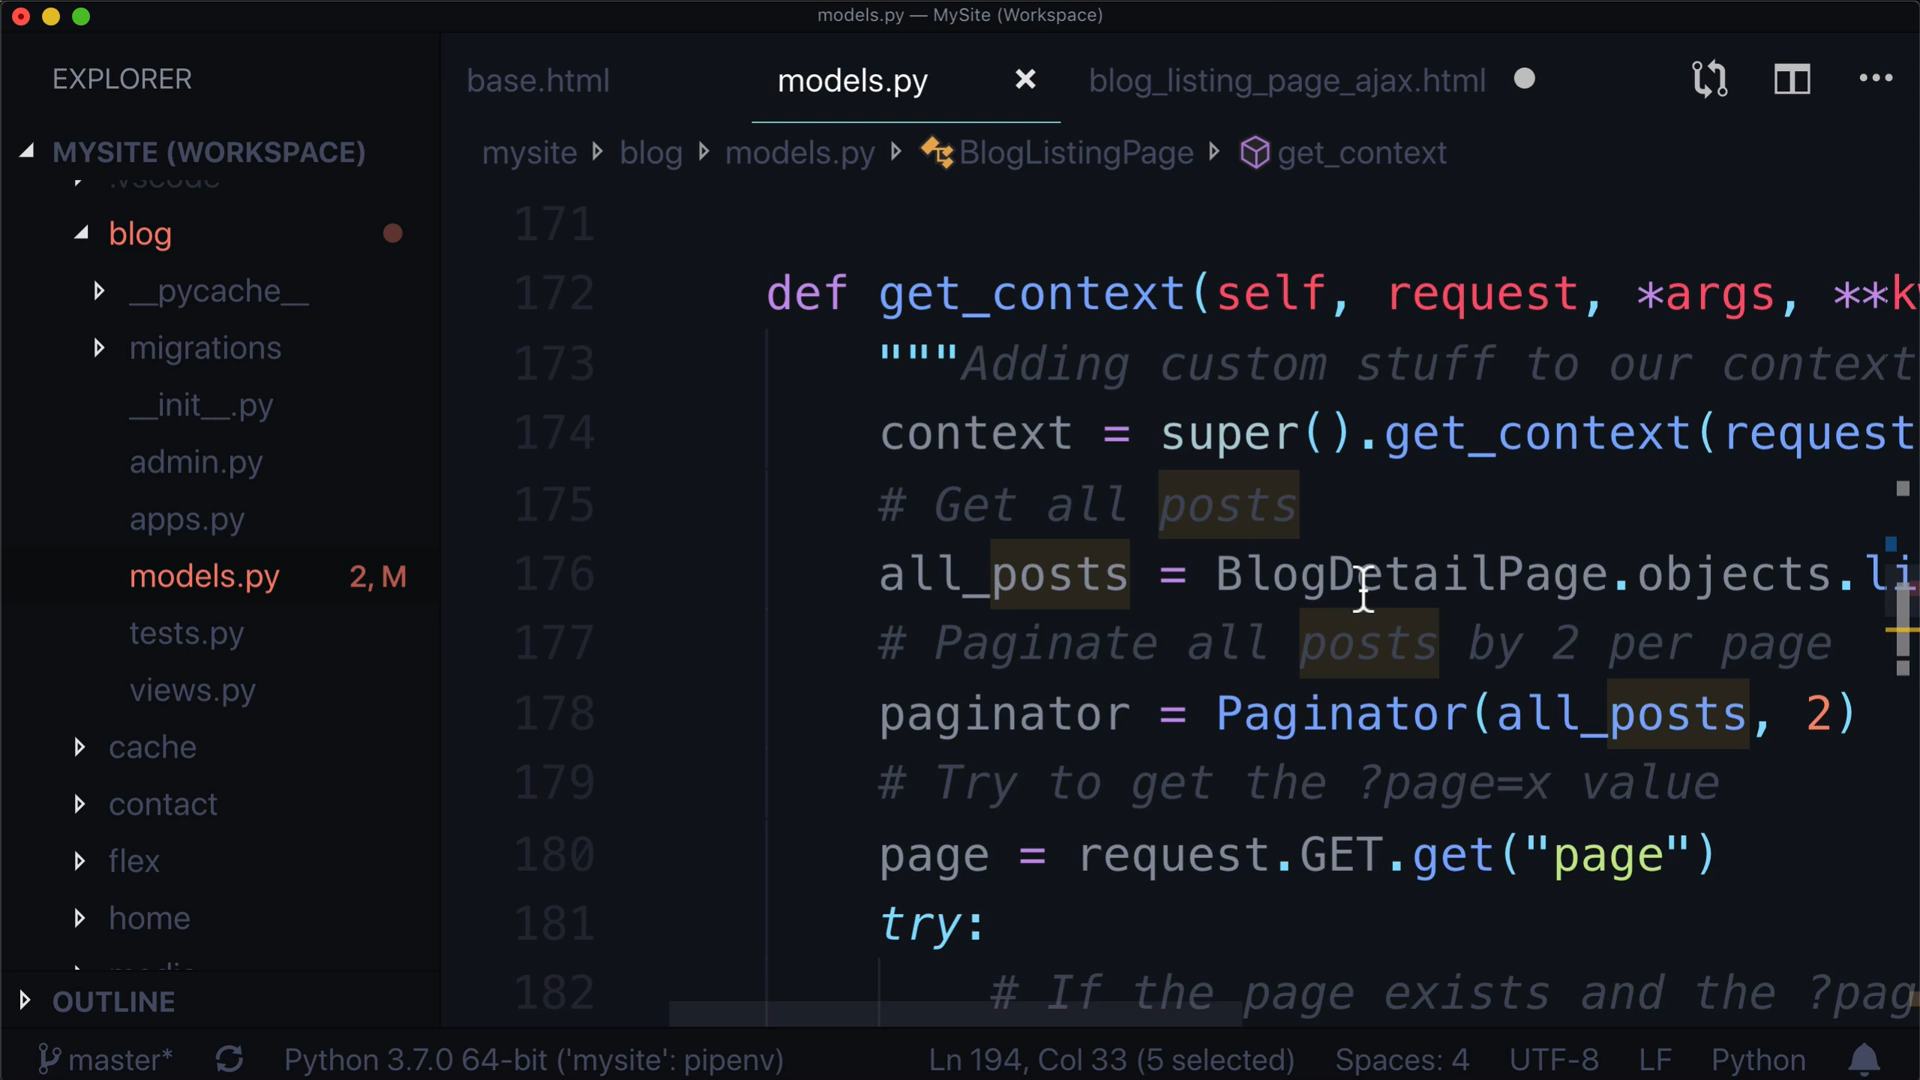 models.py — MySite (Workspace)
EXPLORER
base.html
models.py
blog_listing_page_ajax.html
MYSITE (WORKSPACE)
mysite blog models.py BlogListingPage get_context
.vscode
blog
__pycache__
migrations
__init__.py
admin.py
apps.py
models.py 2, M
tests.py
views.py
cache
contact
flex
home
OUTLINE
171
172 def get_context(self, request, *args, **k
173 """Adding custom stuff to our context
174 context = super().get_context(request
175 # Get all posts
176 all_posts = BlogDetailPage.objects.li
177 # Paginate all posts by 2 per page
178 paginator = Paginator(all_posts, 2)
179 # Try to get the ?page=x value
180 page = request.GET.get("page")
181 try:
182 # If the page exists and the ?pag
master* Python 3.7.0 64-bit ('mysite': pipenv) Ln 194, Col 33 (5 selected) Spaces: 4 UTF-8 LF Python